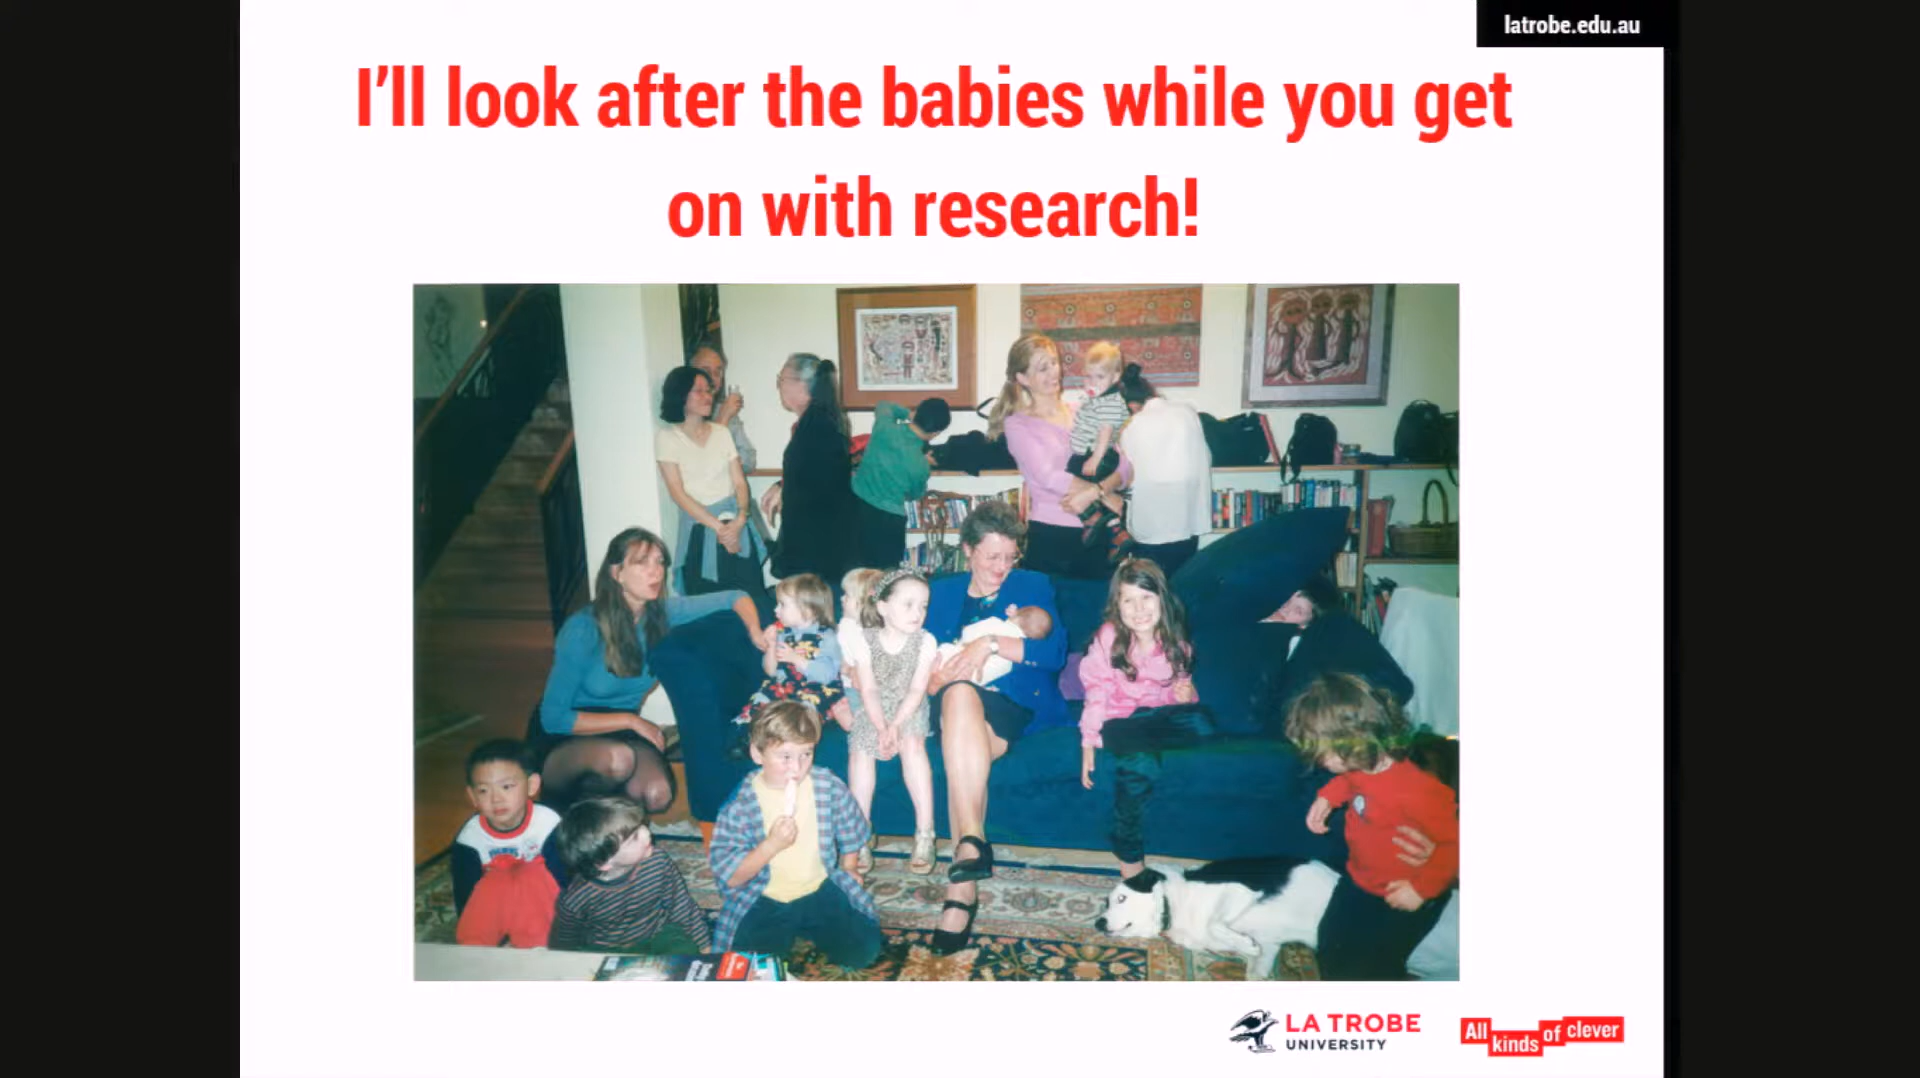 latrobe.edu.au
I'll look after the babies while you get
on with research!
LA TROBE
UNIVERSITY
All kinds of clever